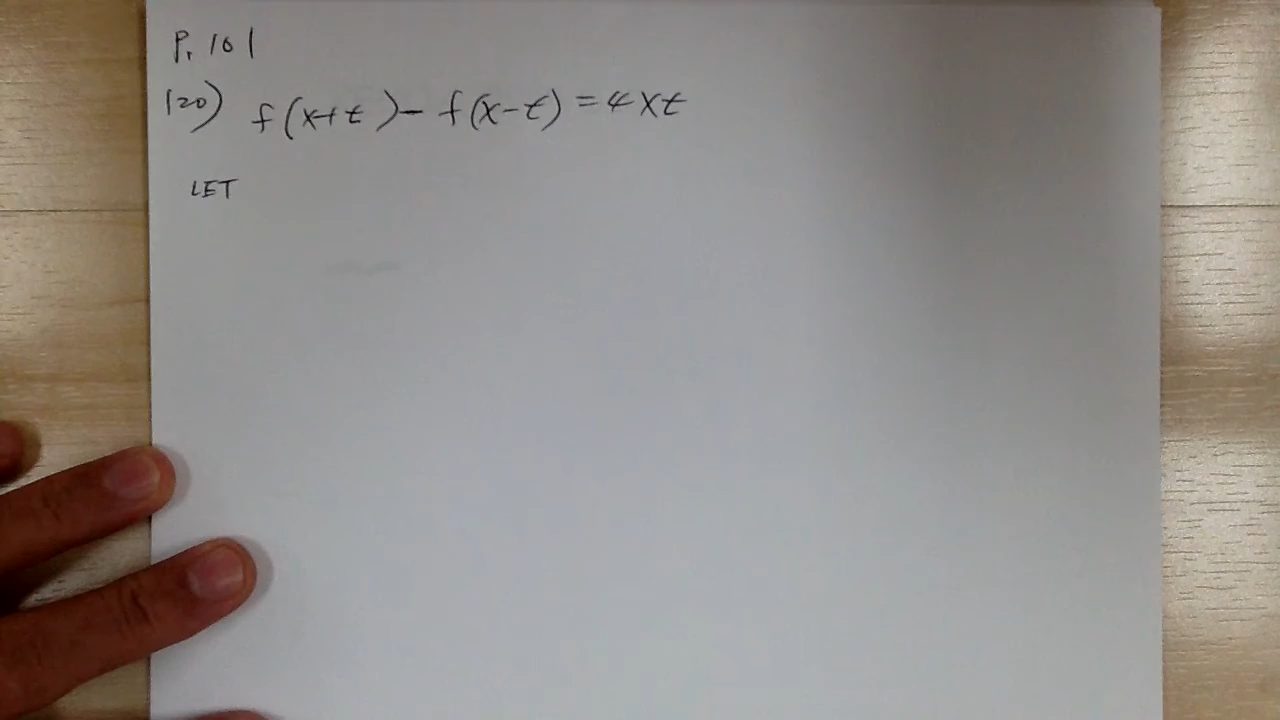 P. 101
120) f(x+t) - f(x-t) = 4xt
LET